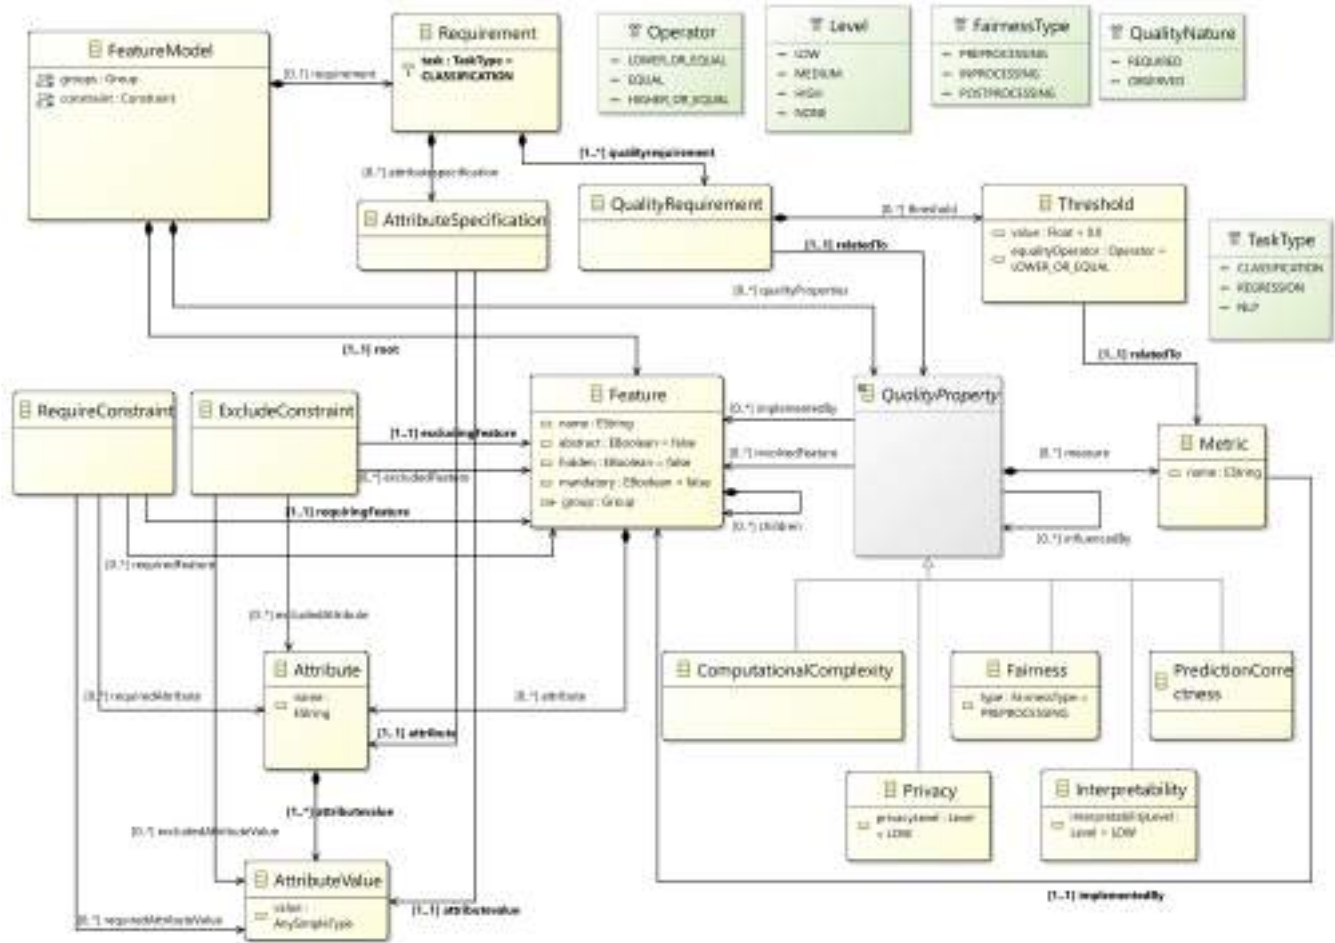 FeatureModel
groups : Group
constraint : Constraint
[0..1] requirement
Requirement
task : TaskType =
CLASSIFICATION
Operator
LOWER_OR_EQUAL
EQUAL
HIGHER_OR_EQUAL
Level
LOW
MEDIUM
HIGH
NONE
FairnessType
PREPROCESSING
INPROCESSING
POSTPROCESSING
QualityNature
REQUIRED
OBSERVED
[0..*] attributespecification
[1..*] qualityrequirement
AttributeSpecification
QualityRequirement
[0..*] threshold
Threshold
value : Float = 0.0
equalityOperator : Operator =
LOWER_OR_EQUAL
TaskType
CLASSIFICATION
REGRESSION
NLP
[1..1] relatedTo
[0..*] qualityProperties
[1..1] root
[1..1] relatedTo
RequireConstraint
ExcludeConstraint
[1..1] excludingFeature
[0..*] excludedFeature
[1..1] requiringFeature
[0..*] requiredFeature
Feature
name : EString
abstract : EBoolean = false
hidden : EBoolean = false
mandatory : EBoolean = false
group : Group
[0..*] implementedBy
[0..*] invokedFeature
[0..*] children
QualityProperty
[0..*] measure
[0..*] influencedBy
Metric
name : EString
[0..*] excludedAttribute
Attribute
name :
EString
[0..*] requiredAttribute
[0..*] attribute
[1..1] attribute
ComputationalComplexity
Fairness
type : FairnessType =
PREPROCESSING
PredictionCorre
ctness
Privacy
privacyLevel : Level
= LOW
Interpretability
interpretabilityLevel :
Level = LOW
[1..*] attributevalue
[0..*] excludedAttributeValue
AttributeValue
value :
AnySimpleType
[0..*] requiredAttributeValue
[1..1] attributevalue
[1..1] implementedBy